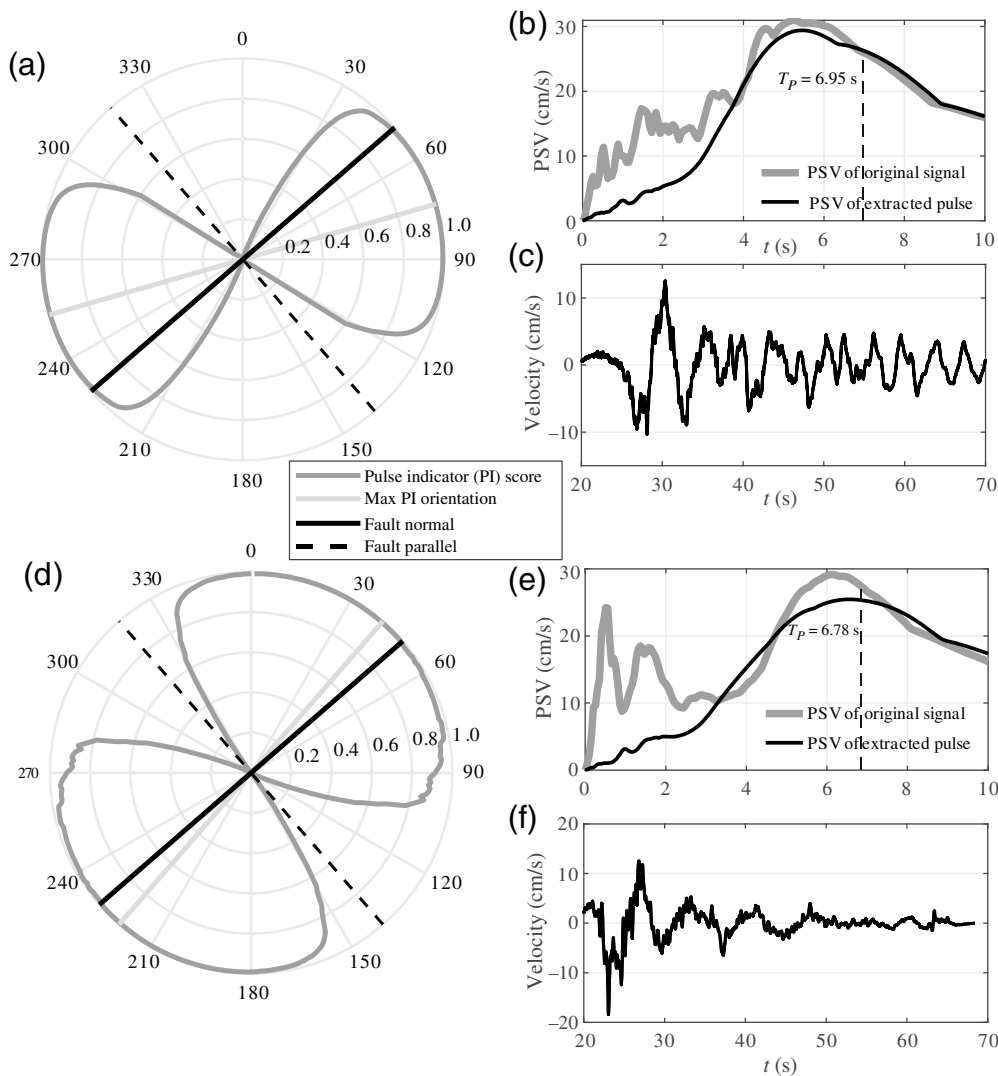 (a)
0
30
60
90
120
150
180
210
240
270
300
330
0.2 0.4 0.6 0.8 1.0
(b)
PSV (cm/s)
30
20
10
0
T_P = 6.95 s
PSV of original signal
PSV of extracted pulse
0 2 4 6 8 10
t (s)
(c)
Velocity (cm/s)
10
0
−10
20 30 40 50 60 70
t (s)
Pulse indicator (PI) score
Max PI orientation
Fault normal
Fault parallel
(d)
0
30
60
90
120
150
180
210
240
270
300
330
0.2 0.4 0.6 0.8 1.0
(e)
PSV (cm/s)
30
20
10
0
T_P = 6.78 s
PSV of original signal
PSV of extracted pulse
0 2 4 6 8 10
t (s)
(f)
Velocity (cm/s)
20
10
0
−10
−20
20 30 40 50 60 70
t (s)